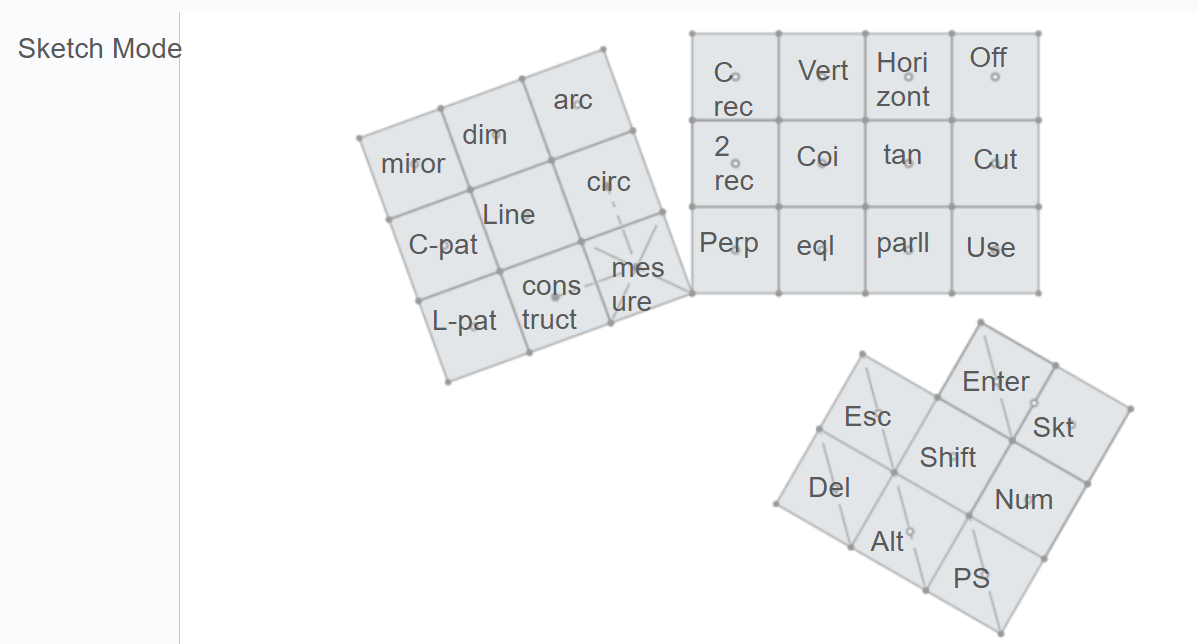 Sketch Mode
miror
dim
arc
C-pat
Line
circ
L-pat
cons
truct
mes
ure
C
rec
Vert
Hori
zont
Off
2
rec
Coi
tan
Cut
Perp
eql
parll
Use
Esc
Enter
Skt
Del
Shift
Num
Alt
PS